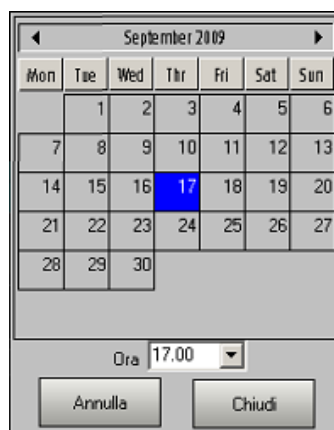 September 2009
Mon Tue Wed Thr Fri Sat Sun
1 2 3 4 5 6
7 8 9 10 11 12 13
14 15 16 17 18 19 20
21 22 23 24 25 26 27
28 29 30
Ora 17.00
Annulla Chiudi